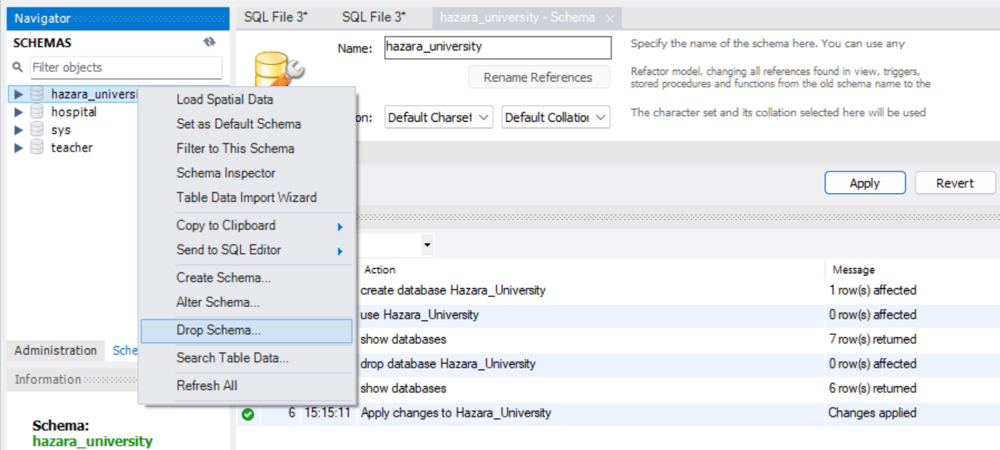 Navigator
SCHEMAS
Filter objects
hazara_universi
hospital
sys
teacher
Administration Sche
Information
Schema:
hazara_university
Load Spatial Data
Set as Default Schema
Filter to This Schema
Schema Inspector
Table Data Import Wizard
Copy to Clipboard
Send to SQL Editor
Create Schema...
Alter Schema...
Drop Schema...
Search Table Data...
Refresh All
SQL File 3* SQL File 3* hazara_university - Schema ×
Name: hazara_university Specify the name of the schema here. You can use any
Rename References Refactor model, changing all references found in view, triggers,
stored procedures and functions from the old schema name to the
on: Default Charset Default Collation The character set and its collation selected here will be used
Apply Revert
Action Message
create database Hazara_University 1 row(s) affected
use Hazara_University 0 row(s) affected
show databases 7 row(s) returned
drop database Hazara_University 0 row(s) affected
show databases 6 row(s) returned
6 15:15:11 Apply changes to Hazara_University Changes applied